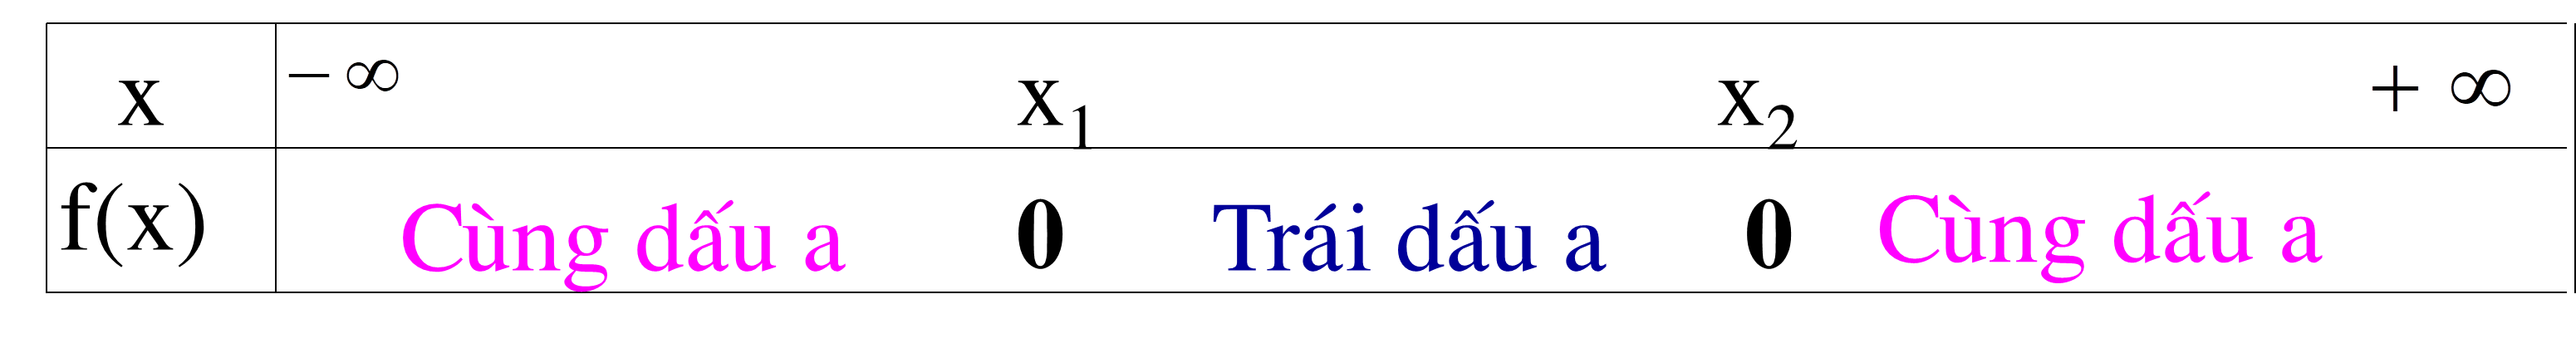 x − ∞ x₁ x₂ + ∞
f(x) Cùng dấu a 0 Trái dấu a 0 Cùng dấu a